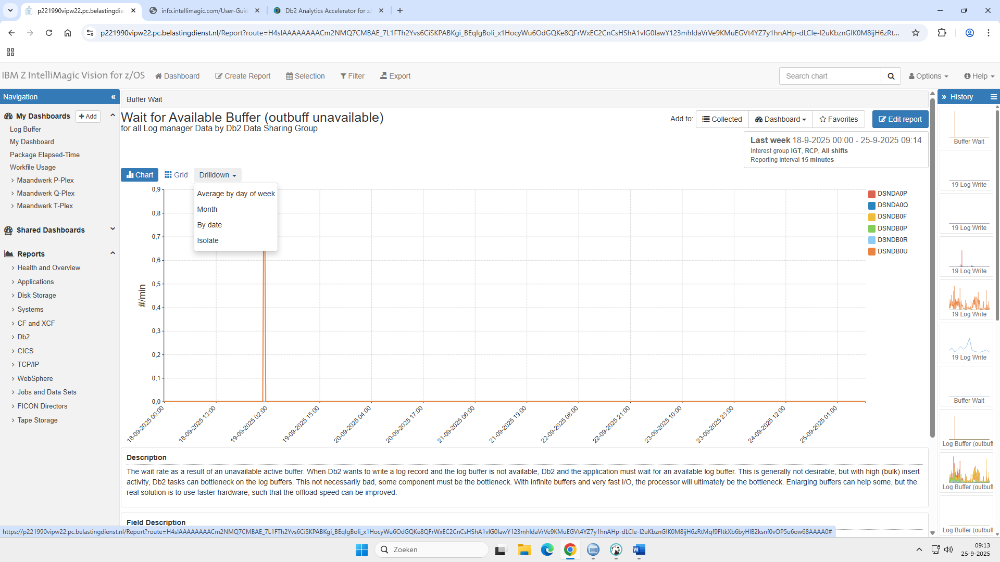 p221990vipw22.pc.belastingdie
info.intellimagic.com/User-Guid
Db2 Analytics Accelerator for z/
p221990vipw22.pc.belastingdienst.nl/Report?route=H4sIAAAAAAAACm2NMQ7CMBAE_7L1FTh2Yvs6CiSKPABKgi_BEqIgBoIi_x1HocyWu6OdGQKe8QFrWxEC2CnCsHShA1vIG0IawY123mhIdaVrVe9KMuEGVt4YZ7y1hnAHp-dLCIe-I2uKbznGIK0M8ijH6zRt...
IBM Z IntelliMagic Vision for z/OS
Dashboard
Create Report
Selection
Filter
Export
Search chart
Options
Help
Navigation
«
My Dashboards
+ Add
Log Buffer
My Dashboard
Package Elapsed-Time
Workfile Usage
Maandwerk P-Plex
Maandwerk Q-Plex
Maandwerk T-Plex
Shared Dashboards
Reports
Health and Overview
Applications
Disk Storage
Systems
CF and XCF
Db2
CICS
TCP/IP
WebSphere
Jobs and Data Sets
FICON Directors
Tape Storage
Buffer Wait
Wait for Available Buffer (outbuff unavailable)
for all Log manager Data by Db2 Data Sharing Group
Add to:
Collected
Dashboard
Favorites
Edit report
Last week 18-9-2025 00:00 - 25-9-2025 09:14
Interest group IGT, RCP, All shifts
Reporting interval 15 minutes
Chart
Grid
Drilldown
Average by day of week
Month
By date
Isolate
0,9
0,8
0,7
0,6
0,5
0,4
0,3
0,2
0,1
0,0
#/min
18-09-2025 00:00
18-09-2025 13:00
19-09-2025 02:00
19-09-2025 15:00
20-09-2025 04:00
20-09-2025 17:00
21-09-2025 06:00
21-09-2025 19:00
22-09-2025 08:00
22-09-2025 21:00
23-09-2025 10:00
23-09-2025 23:00
24-09-2025 12:00
25-09-2025 01:00
DSNDA0P
DSNDA0Q
DSNDB0F
DSNDB0P
DSNDB0R
DSNDB0U
Description
The wait rate as a result of an unavailable active buffer. When Db2 wants to write a log record and the log buffer is not available, Db2 and the application must wait for an available log buffer. This is generally not desirable, but with high (bulk) insert
activity, Db2 tasks can bottleneck on the log buffers. This not necessarily bad, some component must be the bottleneck. With infinite buffers and very fast I/O, the processor will ultimately be the bottleneck. Enlarging buffers can help some, but the
real solution is to use faster hardware, such that the offload speed can be improved.
Field Description
» History
Buffer Wait
19 Log Write
19 Log Write
19 Log Write
19 Log Write
19 Log Write
Buffer Wait
Log Buffer (outbuff
Log Buffer (outbuff
Log Buffer (outbuff
Zoeken
09:13
25-9-2025